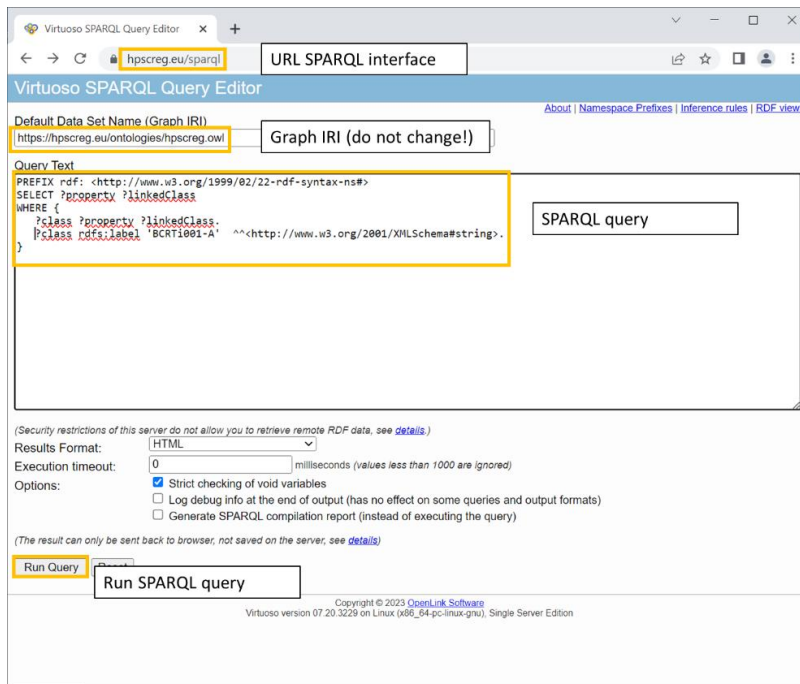 Virtuoso SPARQL Query Editor
hpscreg.eu/sparql
URL SPARQL interface
Virtuoso SPARQL Query Editor
About | Namespace Prefixes | Inference rules | RDF view
Default Data Set Name (Graph IRI)
https://hpscreg.eu/ontologies/hpscreg.owl
Graph IRI (do not change!)
Query Text
PREFIX rdf: <http://www.w3.org/1999/02/22-rdf-syntax-ns#>
SELECT ?property ?linkedClass
WHERE {
?class ?property ?linkedClass.
?class rdfs:label 'BCRTi001-A' ^^<http://www.w3.org/2001/XMLSchema#string>.
}
SPARQL query
(Security restrictions of this server do not allow you to retrieve remote RDF data, see details.)
Results Format: HTML
Execution timeout: 0 milliseconds (values less than 1000 are ignored)
Options: Strict checking of void variables
Log debug info at the end of output (has no effect on some queries and output formats)
Generate SPARQL compilation report (instead of executing the query)
(The result can only be sent back to browser, not saved on the server, see details)
Run Query
Run SPARQL query
Copyright © 2023 OpenLink Software
Virtuoso version 07.20.3229 on Linux (x86_64-pc-linux-gnu), Single Server Edition